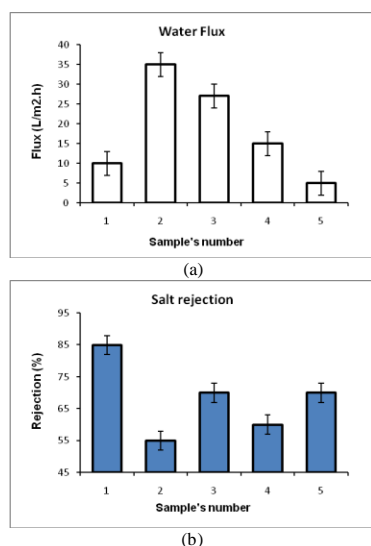 Water Flux
40
35
30
25
20
15
10
5
0
Flux (L/m2.h)
1 2 3 4 5
Sample's number
(a)
Salt rejection
95
85
75
65
55
45
Rejection (%)
1 2 3 4 5
Sample's number
(b)